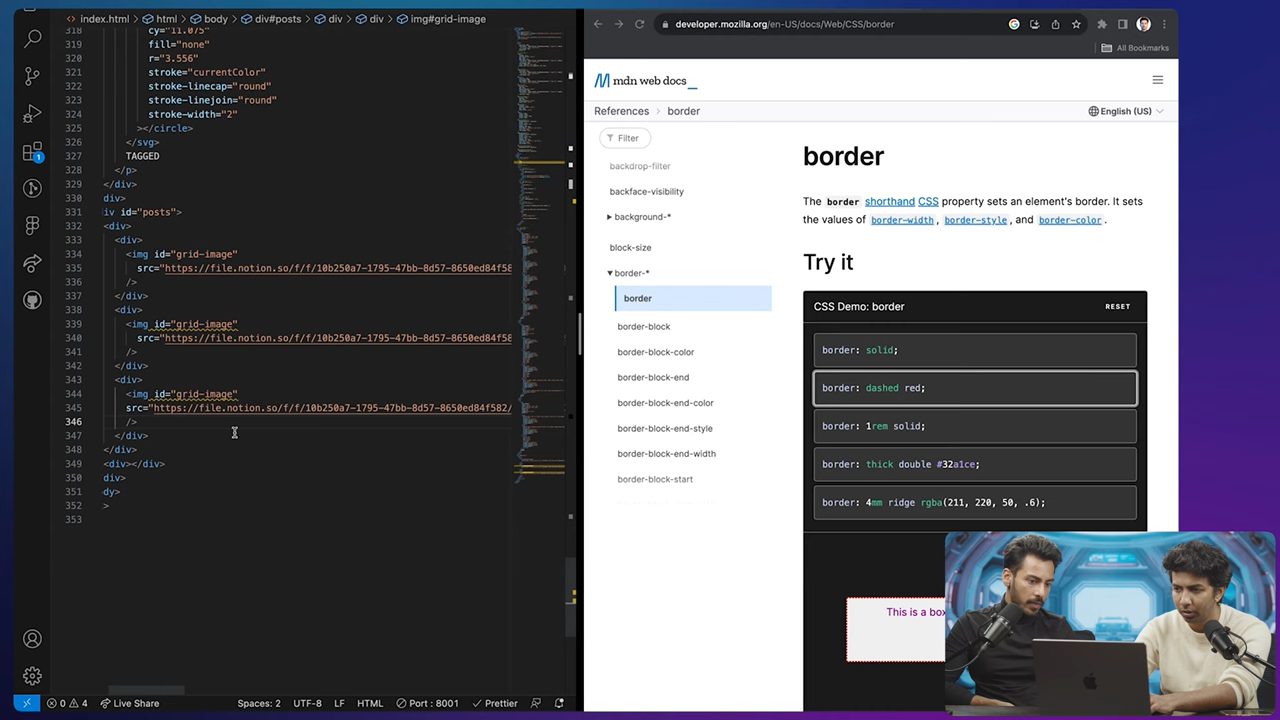 index.html > html > body > div#posts > div > div > img#grid-image
318 cy="11.075"
319 fill="none"
320 r="3.556"
321 stroke="currentColor"
322 stroke-linecap="round"
323 stroke-linejoin="round"
324 stroke-width="2"
325 ></circle>
326 </svg>
327 TAGGED
328 </p>
329 </div>
330 div>
331 iv id="posts">
332 <div>
333 <div>
334 <img id="grid-image"
335 src="https://file.notion.so/f/f/10b250a7-1795-47bb-8d57-8650ed84f58
336 />
337 </div>
338 <div>
339 <img id="grid-image"
340 src="https://file.notion.so/f/f/10b250a7-1795-47bb-8d57-8650ed84f58
341 />
342 </div>
343 <div>
344 <img id="grid-image"
345 src="https://file.notion.so/f/f/10b250a7-1795-47bb-8d57-8650ed84f582/
346 />
347 </div>
348 </div>
349 <div></div>
350 div>
351 dy>
352 >
353
1
0 4 Live Share Spaces: 2 UTF-8 LF HTML Port : 8001 Prettier
developer.mozilla.org/en-US/docs/Web/CSS/border
All Bookmarks
mdn web docs_
References > border
English (US)
Filter
backdrop-filter
backface-visibility
background-*
block-size
border-*
border
border-block
border-block-color
border-block-end
border-block-end-color
border-block-end-style
border-block-end-width
border-block-start
border
The border shorthand CSS property sets an element's border. It sets
the values of border-width, border-style, and border-color.
Try it
CSS Demo: border
RESET
border: solid;
border: dashed red;
border: 1rem solid;
border: thick double #32a1ce;
border: 4mm ridge rgba(211, 220, 50, .6);
This is a box